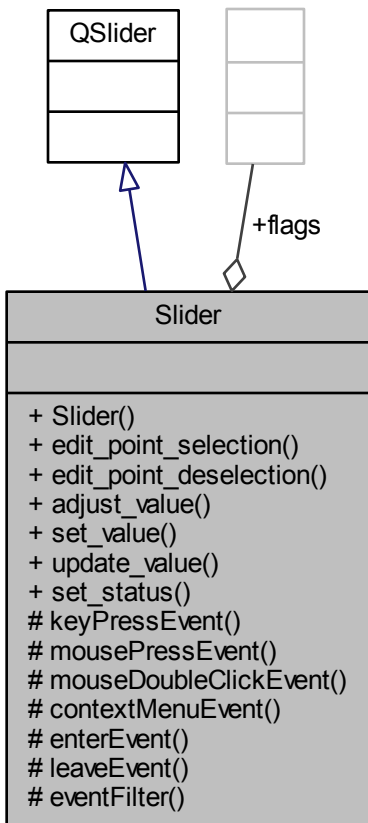 QSlider
+flags
Slider
+ Slider()
+ edit_point_selection()
+ edit_point_deselection()
+ adjust_value()
+ set_value()
+ update_value()
+ set_status()
# keyPressEvent()
# mousePressEvent()
# mouseDoubleClickEvent()
# contextMenuEvent()
# enterEvent()
# leaveEvent()
# eventFilter()